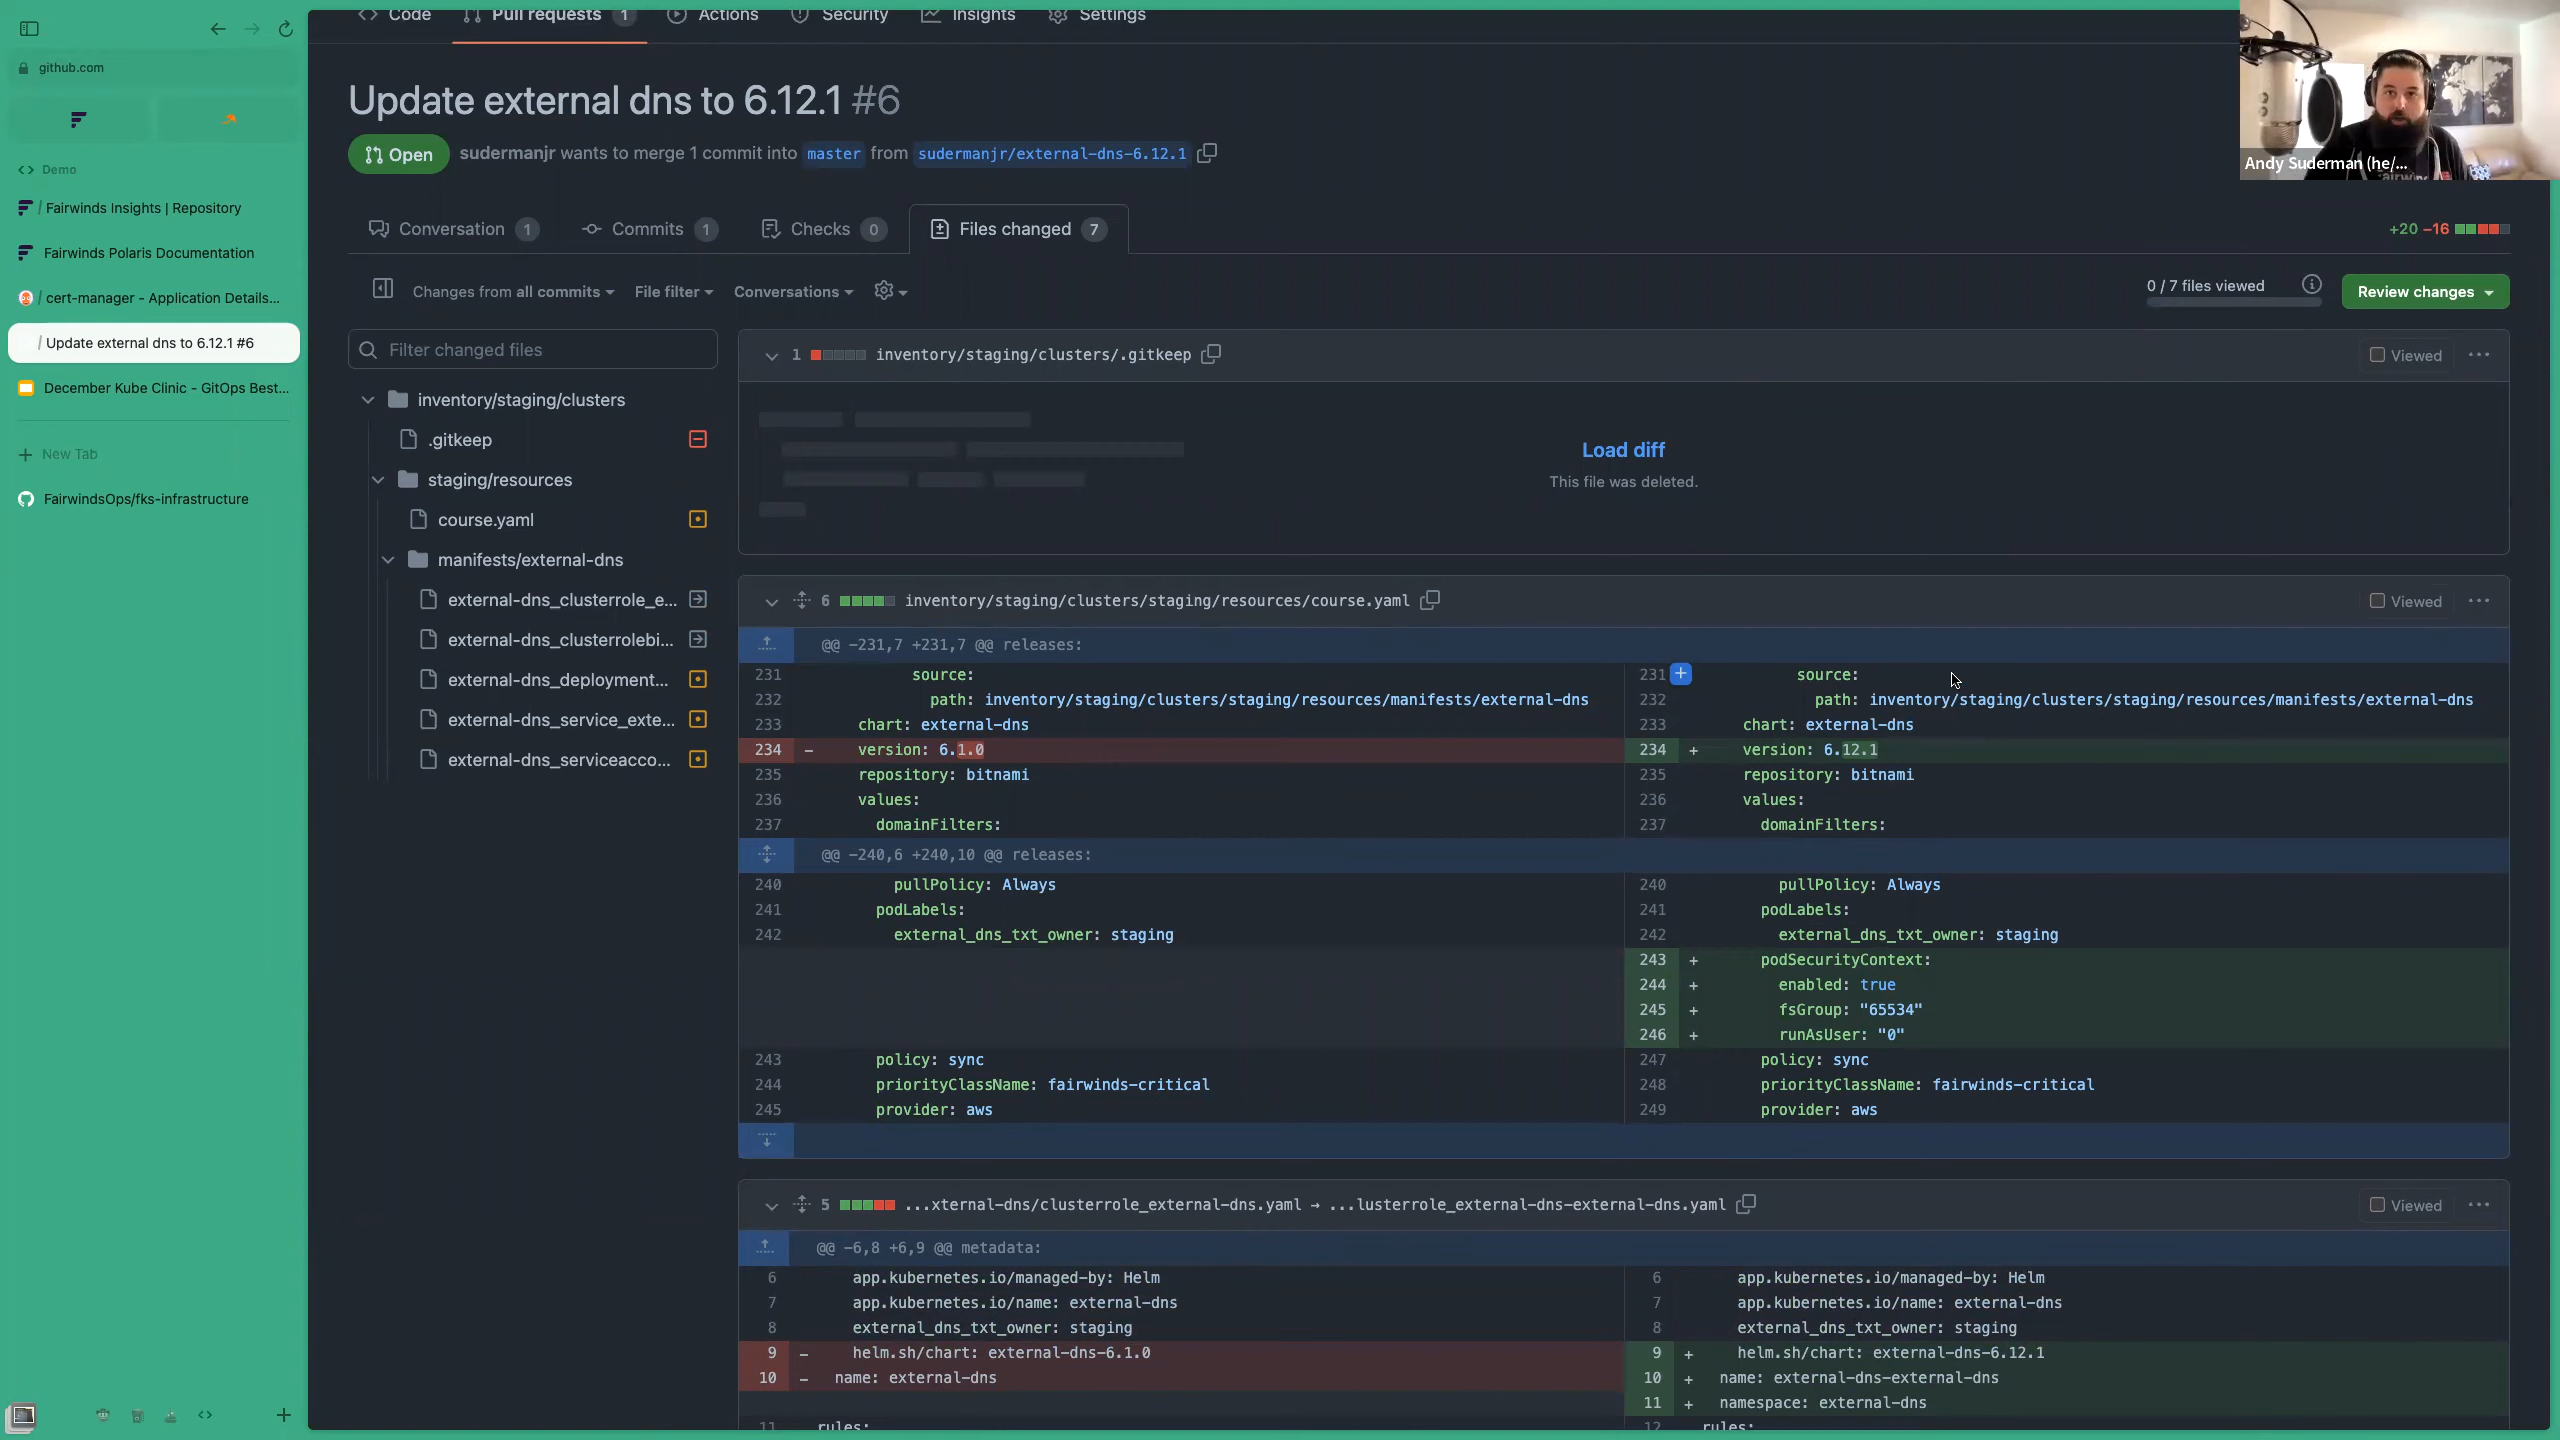 Code
Pull requests 1
Actions
Security
Insights
Settings
github.com
Demo
/ Fairwinds Insights | Repository
Fairwinds Polaris Documentation
/ cert-manager - Application Details...
/ Update external dns to 6.12.1 #6
December Kube Clinic - GitOps Best...
New Tab
FairwindsOps/fks-infrastructure
Andy Suderman (he/...
Update external dns to 6.12.1 #6
Open sudermanjr wants to merge 1 commit into master from sudermanjr/external-dns-6.12.1
Conversation 1
Commits 1
Checks 0
Files changed 7
+20 −16
Changes from all commits
File filter
Conversations
0 / 7 files viewed
Review changes
Filter changed files
inventory/staging/clusters
.gitkeep
staging/resources
course.yaml
manifests/external-dns
external-dns_clusterrole_e...
external-dns_clusterrolebi...
external-dns_deployment...
external-dns_service_exte...
external-dns_serviceacco...
1 inventory/staging/clusters/.gitkeep
Viewed
Load diff
This file was deleted.
6 inventory/staging/clusters/staging/resources/course.yaml
Viewed
@@ -231,7 +231,7 @@ releases:
231 source:
232 path: inventory/staging/clusters/staging/resources/manifests/external-dns
233 chart: external-dns
234 - version: 6.1.0
235 repository: bitnami
236 values:
237 domainFilters:
231 + source:
232 path: inventory/staging/clusters/staging/resources/manifests/external-dns
233 chart: external-dns
234 + version: 6.12.1
235 repository: bitnami
236 values:
237 domainFilters:
@@ -240,6 +240,10 @@ releases:
240 pullPolicy: Always
241 podLabels:
242 external_dns_txt_owner: staging
243 policy: sync
244 priorityClassName: fairwinds-critical
245 provider: aws
240 pullPolicy: Always
241 podLabels:
242 external_dns_txt_owner: staging
243 + podSecurityContext:
244 + enabled: true
245 + fsGroup: "65534"
246 + runAsUser: "0"
247 policy: sync
248 priorityClassName: fairwinds-critical
249 provider: aws
5 ...xternal-dns/clusterrole_external-dns.yaml → ...lusterrole_external-dns-external-dns.yaml
Viewed
@@ -6,8 +6,9 @@ metadata:
6 app.kubernetes.io/managed-by: Helm
7 app.kubernetes.io/name: external-dns
8 external_dns_txt_owner: staging
9 - helm.sh/chart: external-dns-6.1.0
10 - name: external-dns
11 rules:
6 app.kubernetes.io/managed-by: Helm
7 app.kubernetes.io/name: external-dns
8 external_dns_txt_owner: staging
9 + helm.sh/chart: external-dns-6.12.1
10 + name: external-dns-external-dns
11 + namespace: external-dns
12 rules: